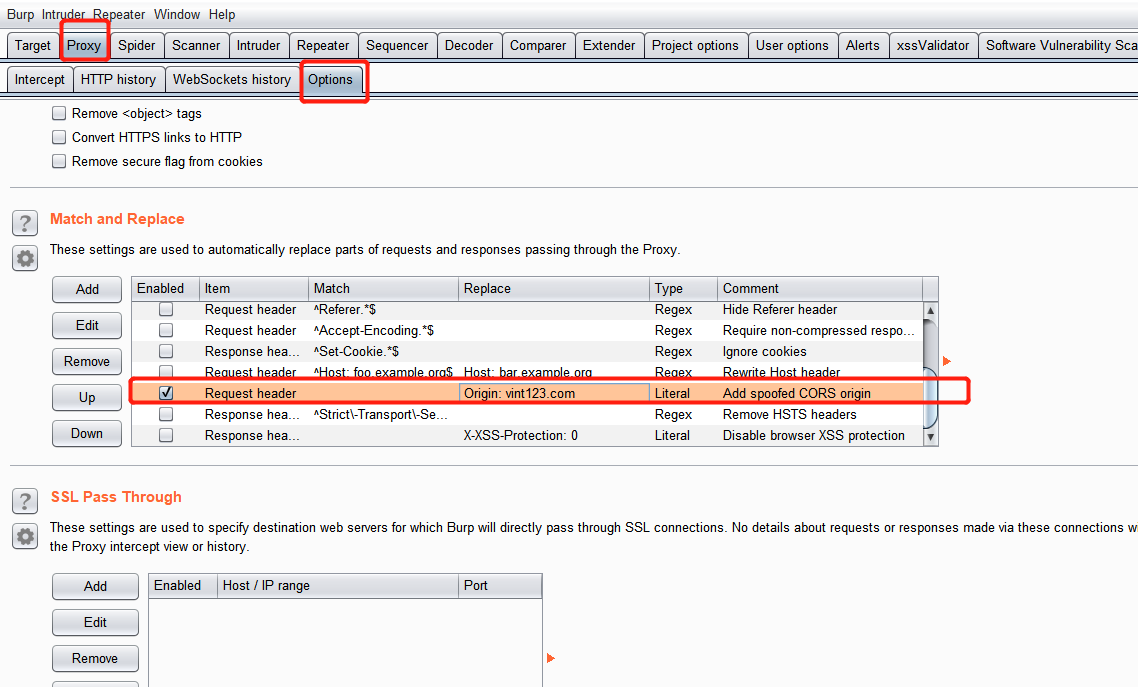 Burp Intruder Repeater Window Help
Target Proxy Spider Scanner Intruder Repeater Sequencer Decoder Comparer Extender Project options User options Alerts xssValidator Software Vulnerability Sca
Intercept HTTP history WebSockets history Options
Remove <object> tags
Convert HTTPS links to HTTP
Remove secure flag from cookies
? Match and Replace
These settings are used to automatically replace parts of requests and responses passing through the Proxy.
Add
Edit
Remove
Up
Down
Enabled Item Match Replace Type Comment
Request header ^Referer.*$ Regex Hide Referer header
Request header ^Accept-Encoding.*$ Regex Require non-compressed respo...
Response hea... ^Set-Cookie.*$ Regex Ignore cookies
Request header ^Host: foo.example.org$ Host: bar.example.org Regex Rewrite Host header
Request header Origin: vint123.com Literal Add spoofed CORS origin
Response hea... ^Strict\-Transport\-Se... Regex Remove HSTS headers
Response hea... X-XSS-Protection: 0 Literal Disable browser XSS protection
? SSL Pass Through
These settings are used to specify destination web servers for which Burp will directly pass through SSL connections. No details about requests or responses made via these connections w
the Proxy intercept view or history.
Add
Edit
Remove
Enabled Host / IP range Port